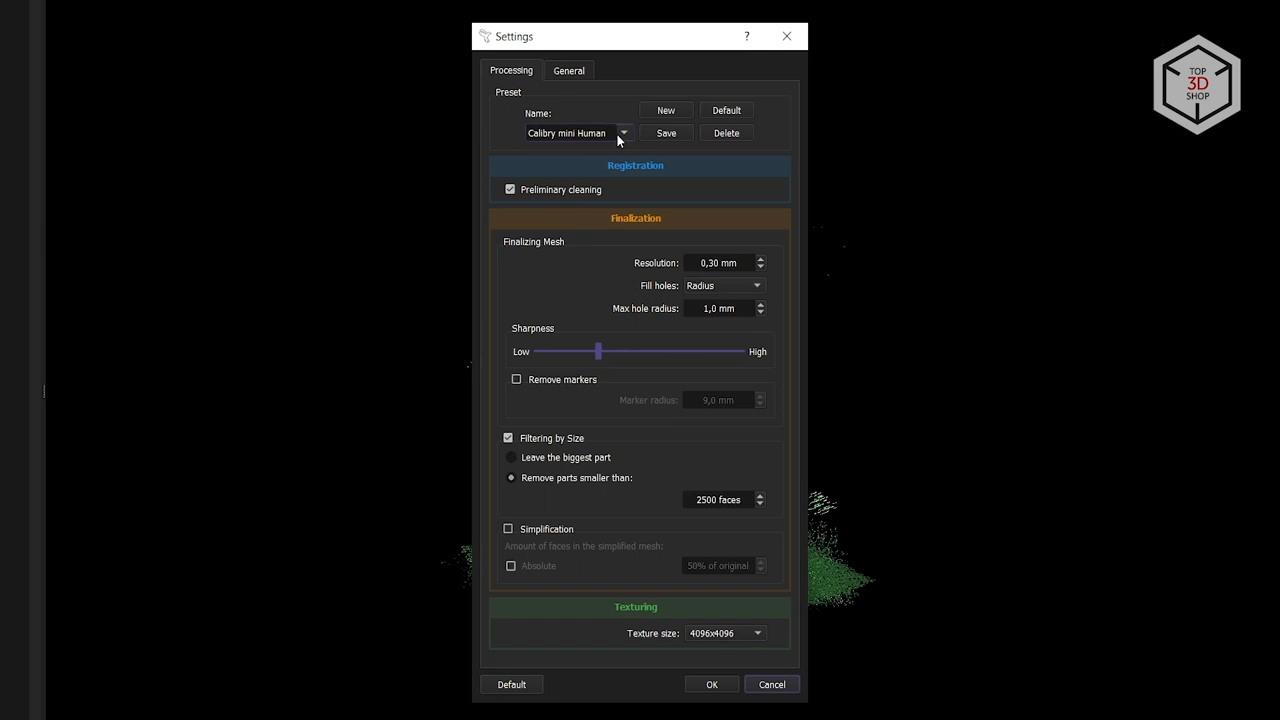 Settings
?
TOP
3D
SHOP
Processing
General
Preset
Name:
New
Default
Calibry mini Human
Save
Delete
Registration
Preliminary cleaning
Finalization
Finalizing Mesh
Resolution:
0,30 mm
Fill holes:
Radius
Max hole radius:
1,0 mm
Sharpness
Low
High
Remove markers
Marker radius:
9,0 mm
Filtering by Size
Leave the biggest part
Remove parts smaller than:
2500 faces
Simplification
Amount of faces in the simplified mesh:
Absolute
50% of original
Texturing
Texture size:
4096x4096
Default
OK
Cancel